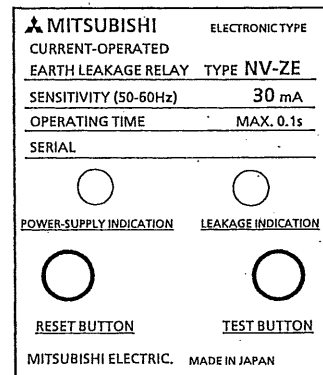 MITSUBISHI ELECTRONIC TYPE
CURRENT-OPERATED
EARTH LEAKAGE RELAY TYPE NV-ZE
SENSITIVITY (50-60Hz) 30 mA
OPERATING TIME MAX. 0.1s
SERIAL
POWER-SUPPLY INDICATION LEAKAGE INDICATION
RESET BUTTON TEST BUTTON
MITSUBISHI ELECTRIC. MADE IN JAPAN